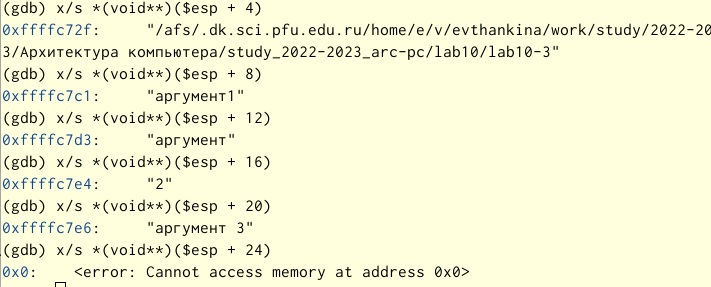 (gdb) x/s *(void**)($esp + 4)
0xffffc72f: "/afs/.dk.sci.pfu.edu.ru/home/e/v/evthankina/work/study/2022-20
3/Архитектура компьютера/study_2022-2023_arc-pc/lab10/lab10-3"
(gdb) x/s *(void**)($esp + 8)
0xffffc7c1: "аргумент1"
(gdb) x/s *(void**)($esp + 12)
0xffffc7d3: "аргумент"
(gdb) x/s *(void**)($esp + 16)
0xffffc7e4: "2"
(gdb) x/s *(void**)($esp + 20)
0xffffc7e6: "аргумент 3"
(gdb) x/s *(void**)($esp + 24)
0x0: <error: Cannot access memory at address 0x0>